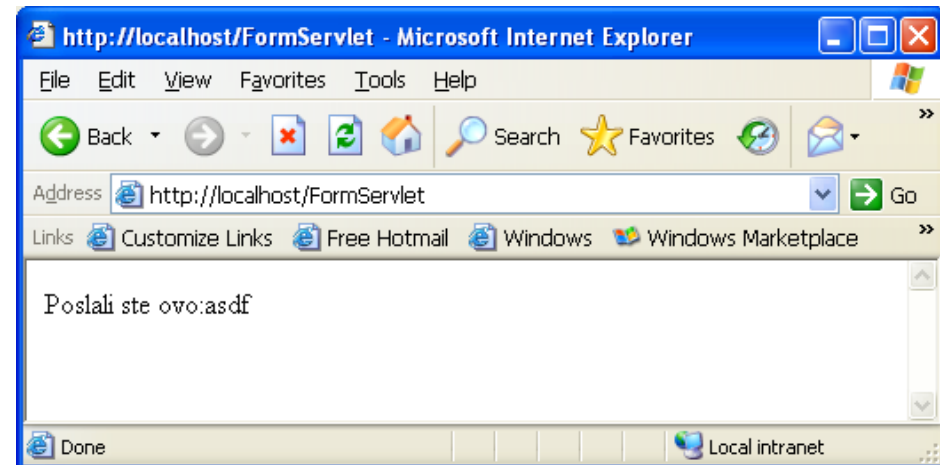 http://localhost/FormServlet - Microsoft Internet Explorer
File Edit View Favorites Tools Help
Back Search Favorites »
Address http://localhost/FormServlet Go
Links Customize Links Free Hotmail Windows Windows Marketplace »
Poslali ste ovo:asdf
Done Local intranet